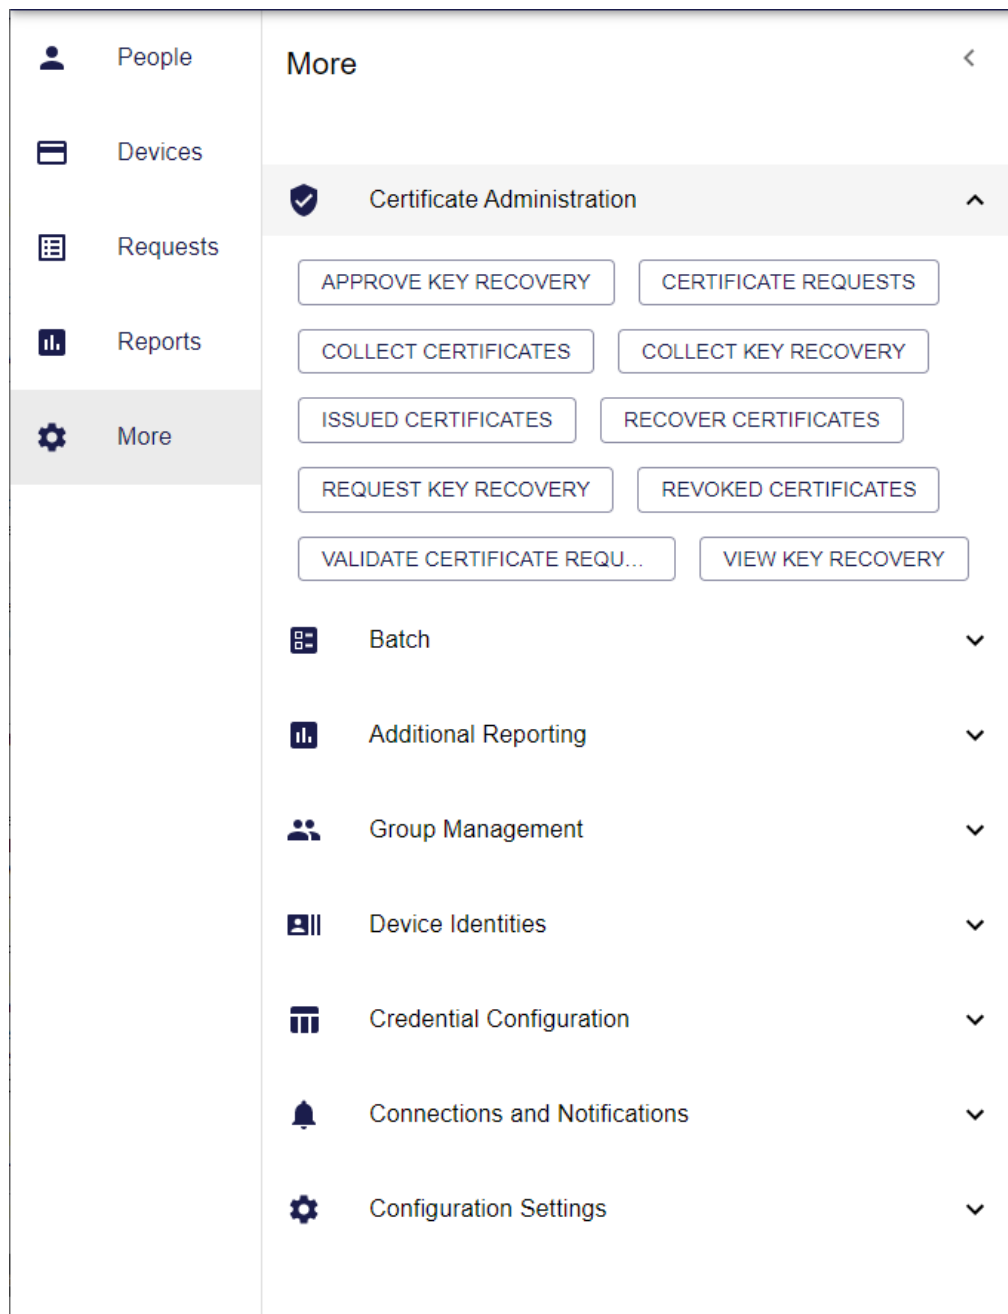 People
Devices
Requests
Reports
More
More
Certificate Administration
APPROVE KEY RECOVERY
CERTIFICATE REQUESTS
COLLECT CERTIFICATES
COLLECT KEY RECOVERY
ISSUED CERTIFICATES
RECOVER CERTIFICATES
REQUEST KEY RECOVERY
REVOKED CERTIFICATES
VALIDATE CERTIFICATE REQU...
VIEW KEY RECOVERY
Batch
Additional Reporting
Group Management
Device Identities
Credential Configuration
Connections and Notifications
Configuration Settings